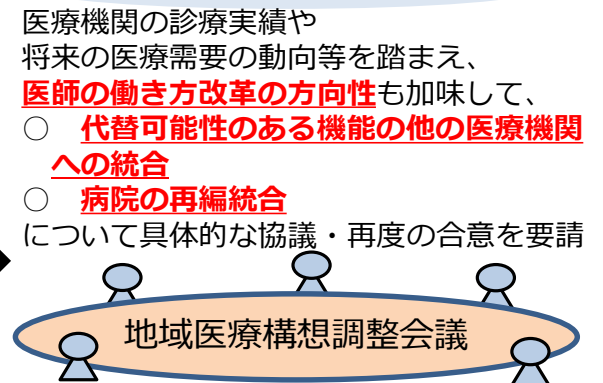 医療機関の診療実績や
将来の医療需要の動向等を踏まえ、
医師の働き方改革の方向性も加味して、
○　代替可能性のある機能の他の医療機関
への統合
○　病院の再編統合
について具体的な協議・再度の合意を要請
地域医療構想調整会議